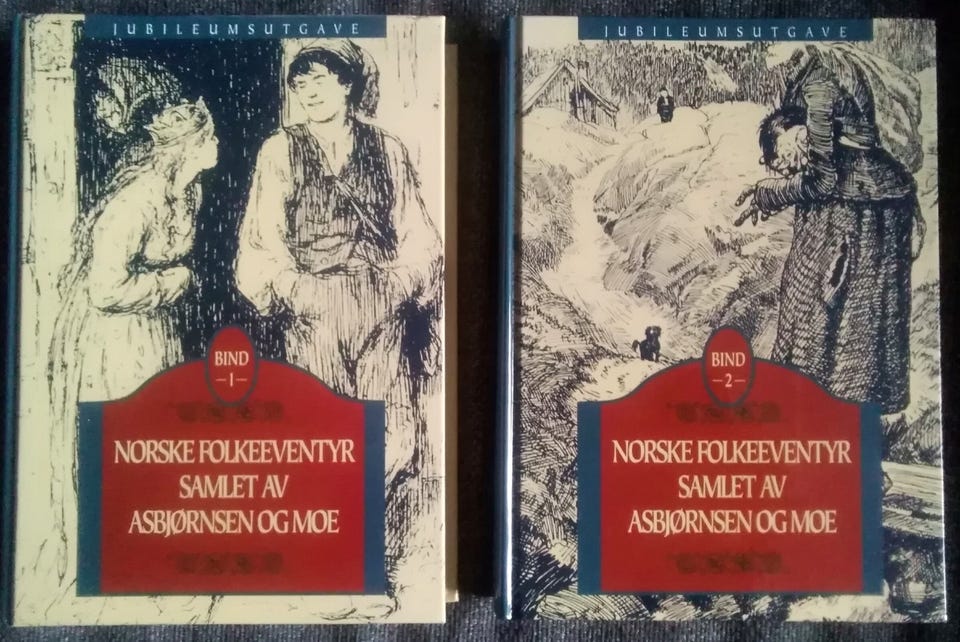 JUBILEUMSUTGAVE
BIND
-1-
NORSKE FOLKEEVENTYR
SAMLET AV
ASBJØRNSEN OG MOE
JUBILEUMSUTGAVE
BIND
-2-
NORSKE FOLKEEVENTYR
SAMLET AV
ASBJØRNSEN OG MOE